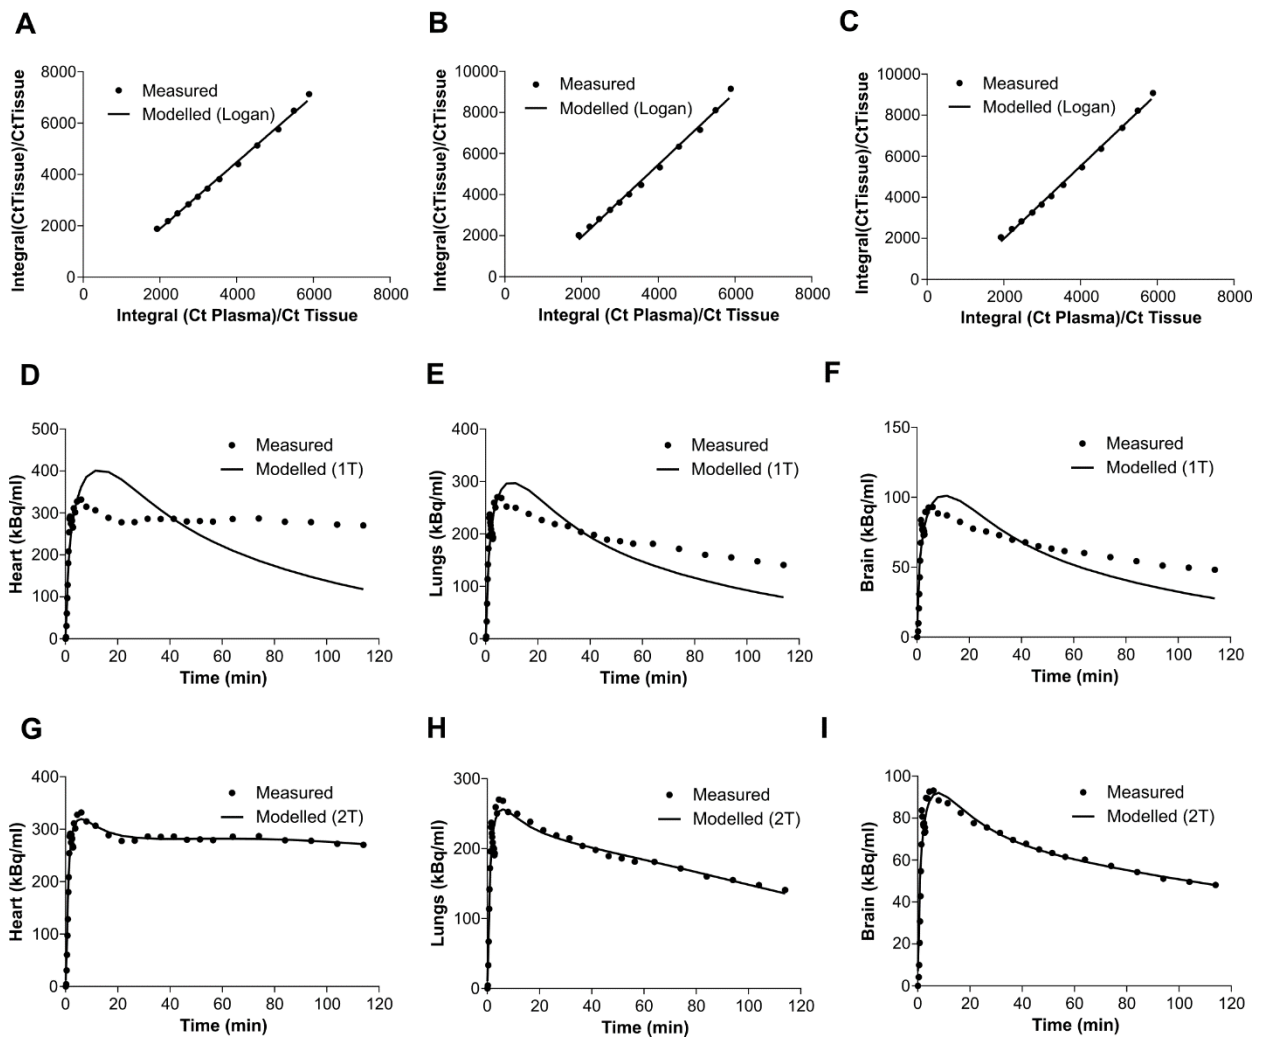 A
B
C
8000
6000
4000
2000
0
0
2000
4000
6000
8000
Integral(CtTissue)/CtTissue
Integral (Ct Plasma)/Ct Tissue
Measured
Modelled (Logan)
10000
8000
6000
4000
2000
0
0
2000
4000
6000
8000
Integral(CtTissue)/CtTissue
Integral (Ct Plasma)/Ct Tissue
Measured
Modelled (Logan)
10000
8000
6000
4000
2000
0
0
2000
4000
6000
8000
Integral(CtTissue)/CtTissue
Integral (Ct Plasma)/Ct Tissue
Measured
Modelled (Logan)
D
E
F
500
400
300
200
100
0
0
20
40
60
80
100
120
Heart (kBq/ml)
Time (min)
Measured
Modelled (1T)
400
300
200
100
0
0
20
40
60
80
100
120
Lungs (kBq/ml)
Time (min)
Measured
Modelled (1T)
150
100
50
0
0
20
40
60
80
100
120
Brain (kBq/ml)
Time (min)
Measured
Modelled (1T)
G
H
I
400
300
200
100
0
0
20
40
60
80
100
120
Heart (kBq/ml)
Time (min)
Measured
Modelled (2T)
300
200
100
0
0
20
40
60
80
100
120
Lungs (kBq/ml)
Time (min)
Measured
Modelled (2T)
100
80
60
40
20
0
0
20
40
60
80
100
120
Brain (kBq/ml)
Time (min)
Measured
Modelled (2T)